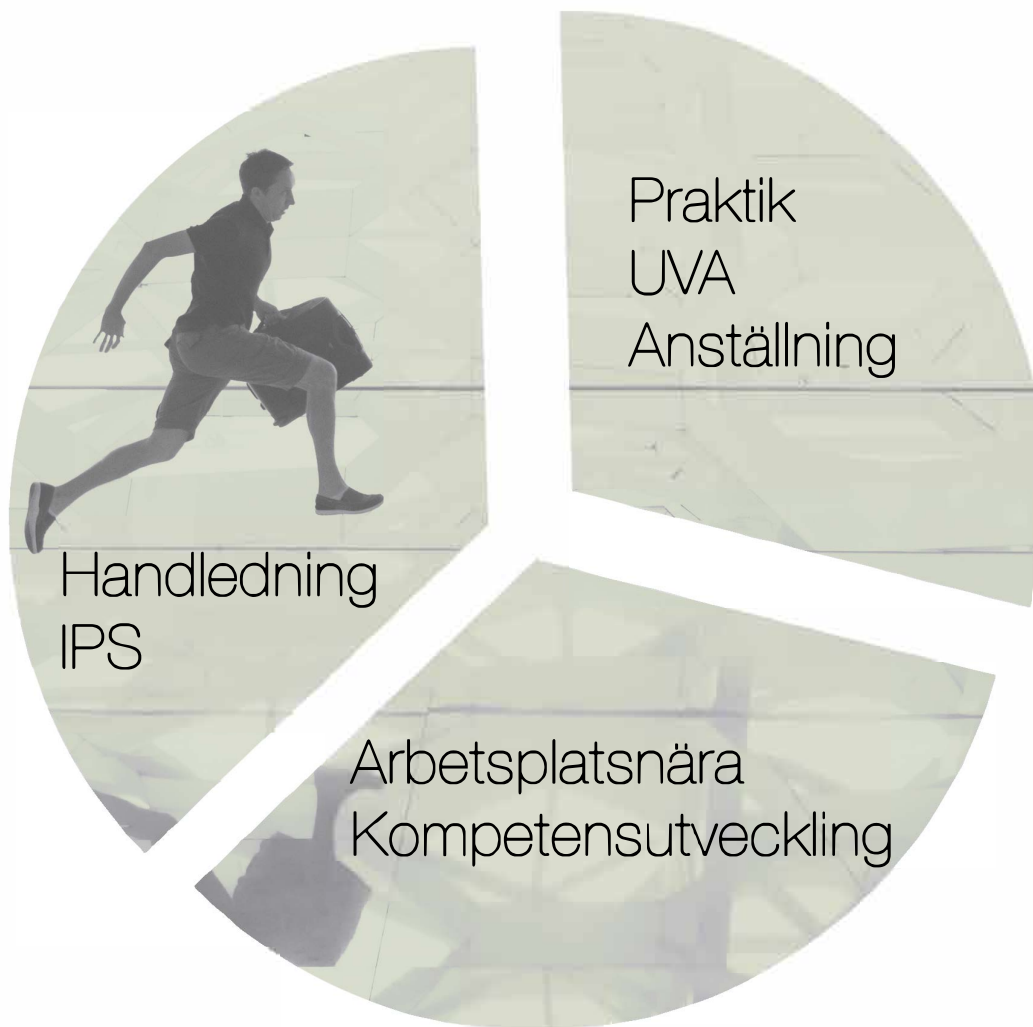 Praktik
UVA
Anställning
Handledning
IPS
Arbetsplatsnära
Kompetensutveckling